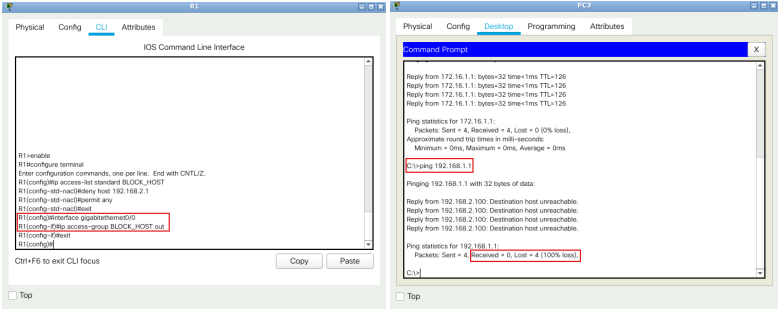 R1
Physical Config CLI Attributes
IOS Command Line Interface
R1>enable
R1#configure terminal
Enter configuration commands, one per line. End with CNTL/Z.
R1(config)#ip access-list standard BLOCK_HOST
R1(config-std-nacl)#deny host 192.168.2.1
R1(config-std-nacl)#permit any
R1(config-std-nacl)#exit
R1(config)#interface gigabitethernet0/0
R1(config-if)#ip access-group BLOCK_HOST out
R1(config-if)#exit
R1(config)#
Ctrl+F6 to exit CLI focus
Copy
Paste
Top
PC3
Physical Config Desktop Programming Attributes
Command Prompt
X
Reply from 172.16.1.1: bytes=32 time<1ms TTL=126
Reply from 172.16.1.1: bytes=32 time<1ms TTL=126
Reply from 172.16.1.1: bytes=32 time<1ms TTL=126
Reply from 172.16.1.1: bytes=32 time<1ms TTL=126
Ping statistics for 172.16.1.1:
Packets: Sent = 4, Received = 4, Lost = 0 (0% loss),
Approximate round trip times in milli-seconds:
Minimum = 0ms, Maximum = 0ms, Average = 0ms
C:\>ping 192.168.1.1
Pinging 192.168.1.1 with 32 bytes of data:
Reply from 192.168.2.100: Destination host unreachable.
Reply from 192.168.2.100: Destination host unreachable.
Reply from 192.168.2.100: Destination host unreachable.
Reply from 192.168.2.100: Destination host unreachable.
Ping statistics for 192.168.1.1:
Packets: Sent = 4, Received = 0, Lost = 4 (100% loss),
C:\>
Top